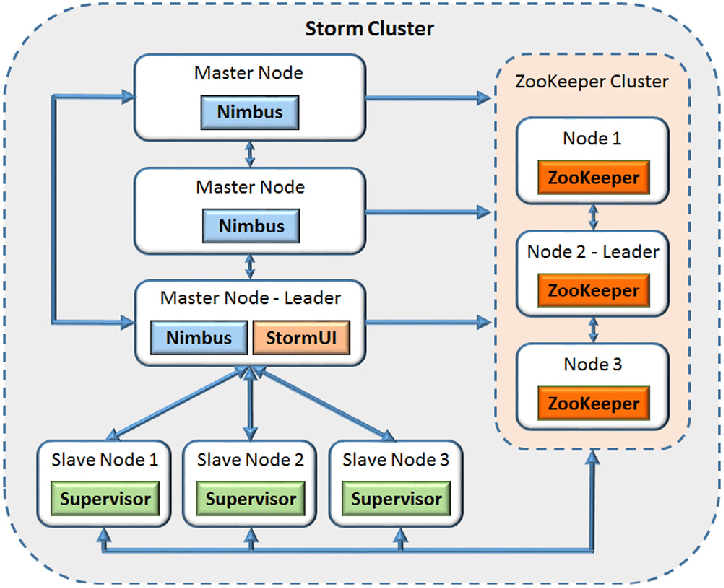 Storm Cluster
Master Node
Nimbus
Master Node
Nimbus
Master Node - Leader
Nimbus
StormUI
Slave Node 1
Supervisor
Slave Node 2
Supervisor
Slave Node 3
Supervisor
ZooKeeper Cluster
Node 1
ZooKeeper
Node 2 - Leader
ZooKeeper
Node 3
ZooKeeper